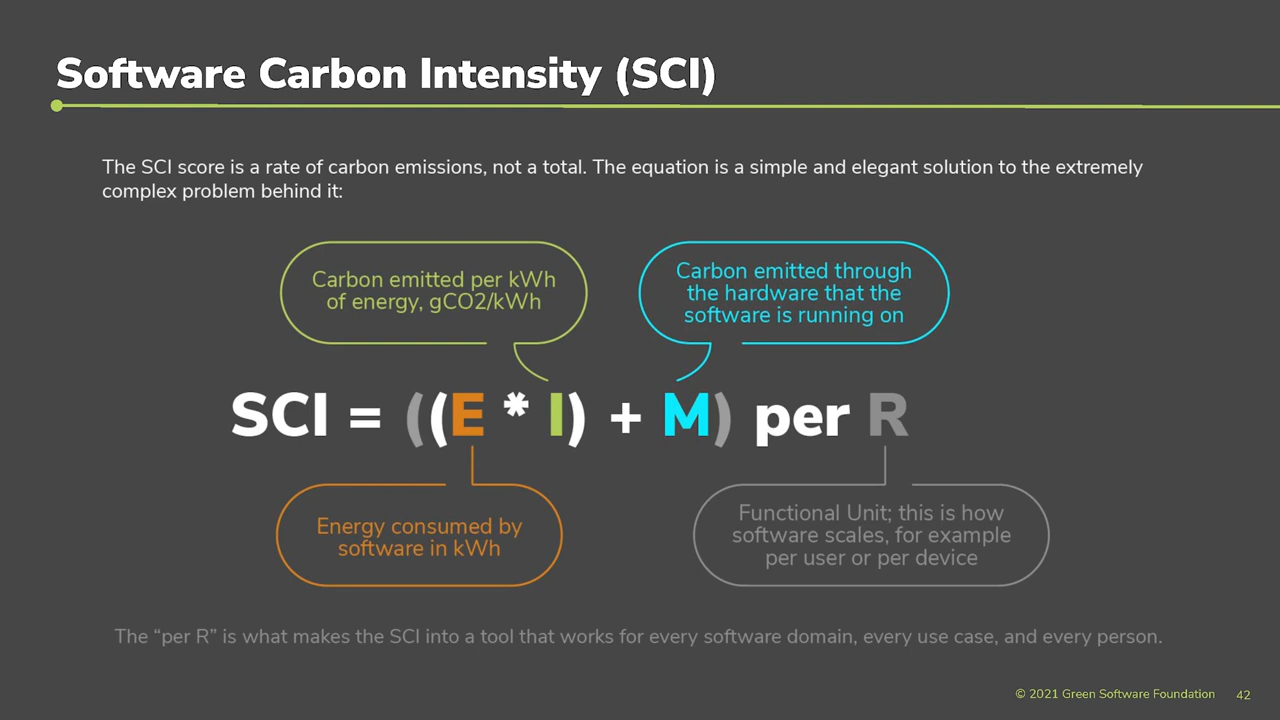 Software Carbon Intensity (SCI)
The SCI score is a rate of carbon emissions, not a total. The equation is a simple and elegant solution to the extremely
complex problem behind it:
Carbon emitted per kWh
of energy, gCO2/kWh
Carbon emitted through
the hardware that the
software is running on
SCI = ((E * I) + M) per R
Energy consumed by
software in kWh
Functional Unit; this is how
software scales, for example
per user or per device
The “per R” is what makes the SCI into a tool that works for every software domain, every use case, and every person.
© 2021 Green Software Foundation 42